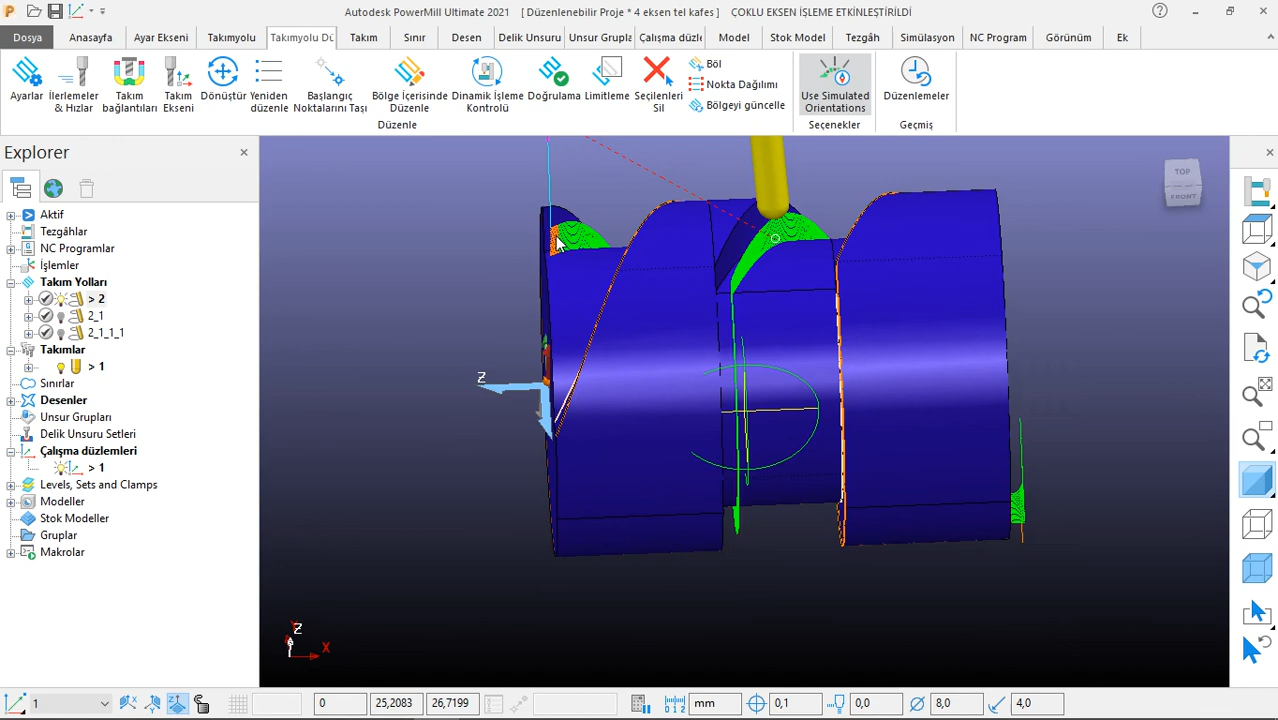 Autodesk PowerMill Ultimate 2021 [ Düzenlenebilir Proje * 4 eksen tel kafes ] ÇOKLU EKSEN İŞLEME ETKİNLEŞTİRİLDİ
Dosya Anasayfa Ayar Ekseni Takımyolu Takımyolu Dü Takım Sınır Desen Delik Unsuru Unsur Grupla Çalışma düzle Model Stok Model Tezgâh Simülasyon NC Program Görünüm Ek
Ayarlar
İlerlemeler & Hızlar
Takım bağlantıları
Takım Ekseni
Dönüştür
Yeniden düzenle
Başlangıç Noktalarını Taşı
Bölge İçerisinde Düzenle
Dinamik İşleme Kontrolü
Doğrulama
Limitleme
Seçilenleri Sil
Böl
Nokta Dağılımı
Bölgeyi güncelle
Use Simulated Orientations
Düzenlemeler
Düzenle
Seçenekler
Geçmiş
Explorer
Aktif
Tezgâhlar
NC Programlar
İşlemler
Takım Yolları
> 2
2_1
2_1_1_1
Takımlar
> 1
Sınırlar
Desenler
Unsur Grupları
Delik Unsuru Setleri
Çalışma düzlemleri
> 1
Levels, Sets and Clamps
Modeller
Stok Modeller
Gruplar
Makrolar
TOP
FRONT
Z
Z
X
1 0 25,2083 26,7199 mm 0,1 0,0 8,0 4,0